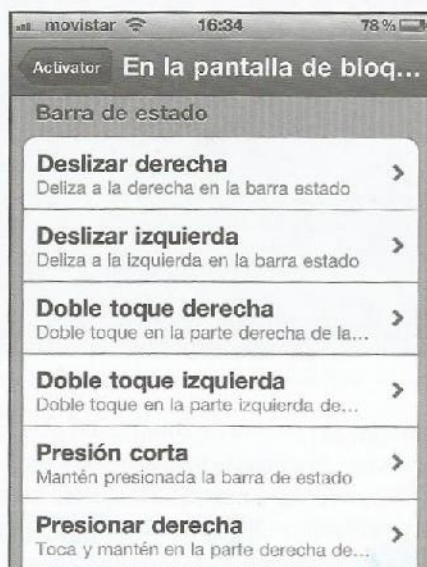 movistar 16:34 78 %
Activator En la pantalla de bloq...
Barra de estado
Deslizar derecha
Deliza a la derecha en la barra estado
Deslizar izquierda
Deliza a la izquierda en la barra estado
Doble toque derecha
Doble toque en la parte derecha de la...
Doble toque izquierda
Doble toque en la parte izquierda de...
Presión corta
Mantén presionada la barra de estado
Presionar derecha
Toca y mantén en la parte derecha de...